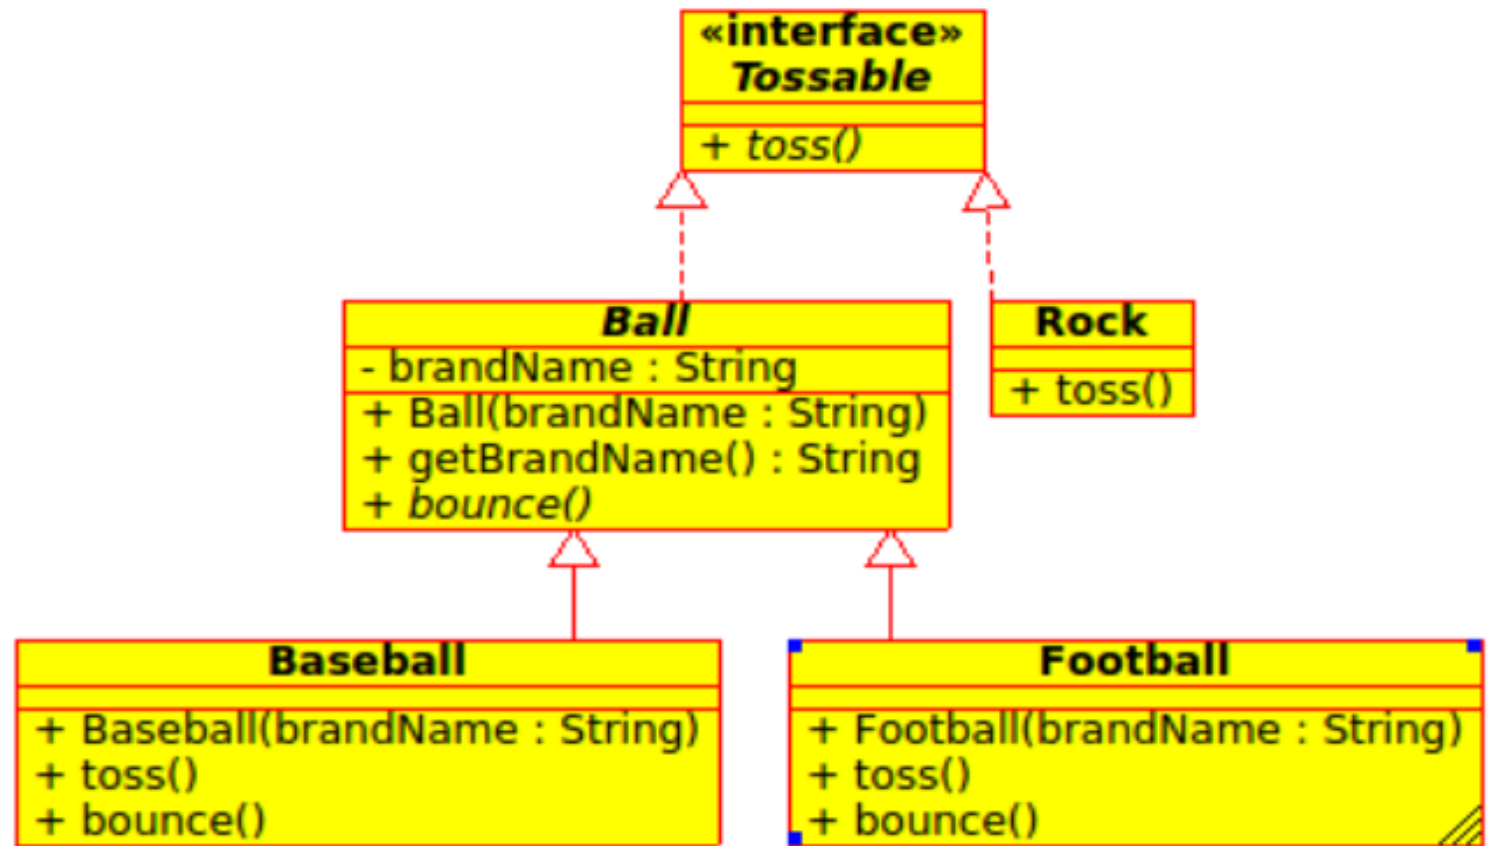 «interface»
Tossable
+ toss()
Ball
- brandName : String
+ Ball(brandName : String)
+ getBrandName() : String
+ bounce()
Rock
+ toss()
Baseball
+ Baseball(brandName : String)
+ toss()
+ bounce()
Football
+ Football(brandName : String)
+ toss()
+ bounce()